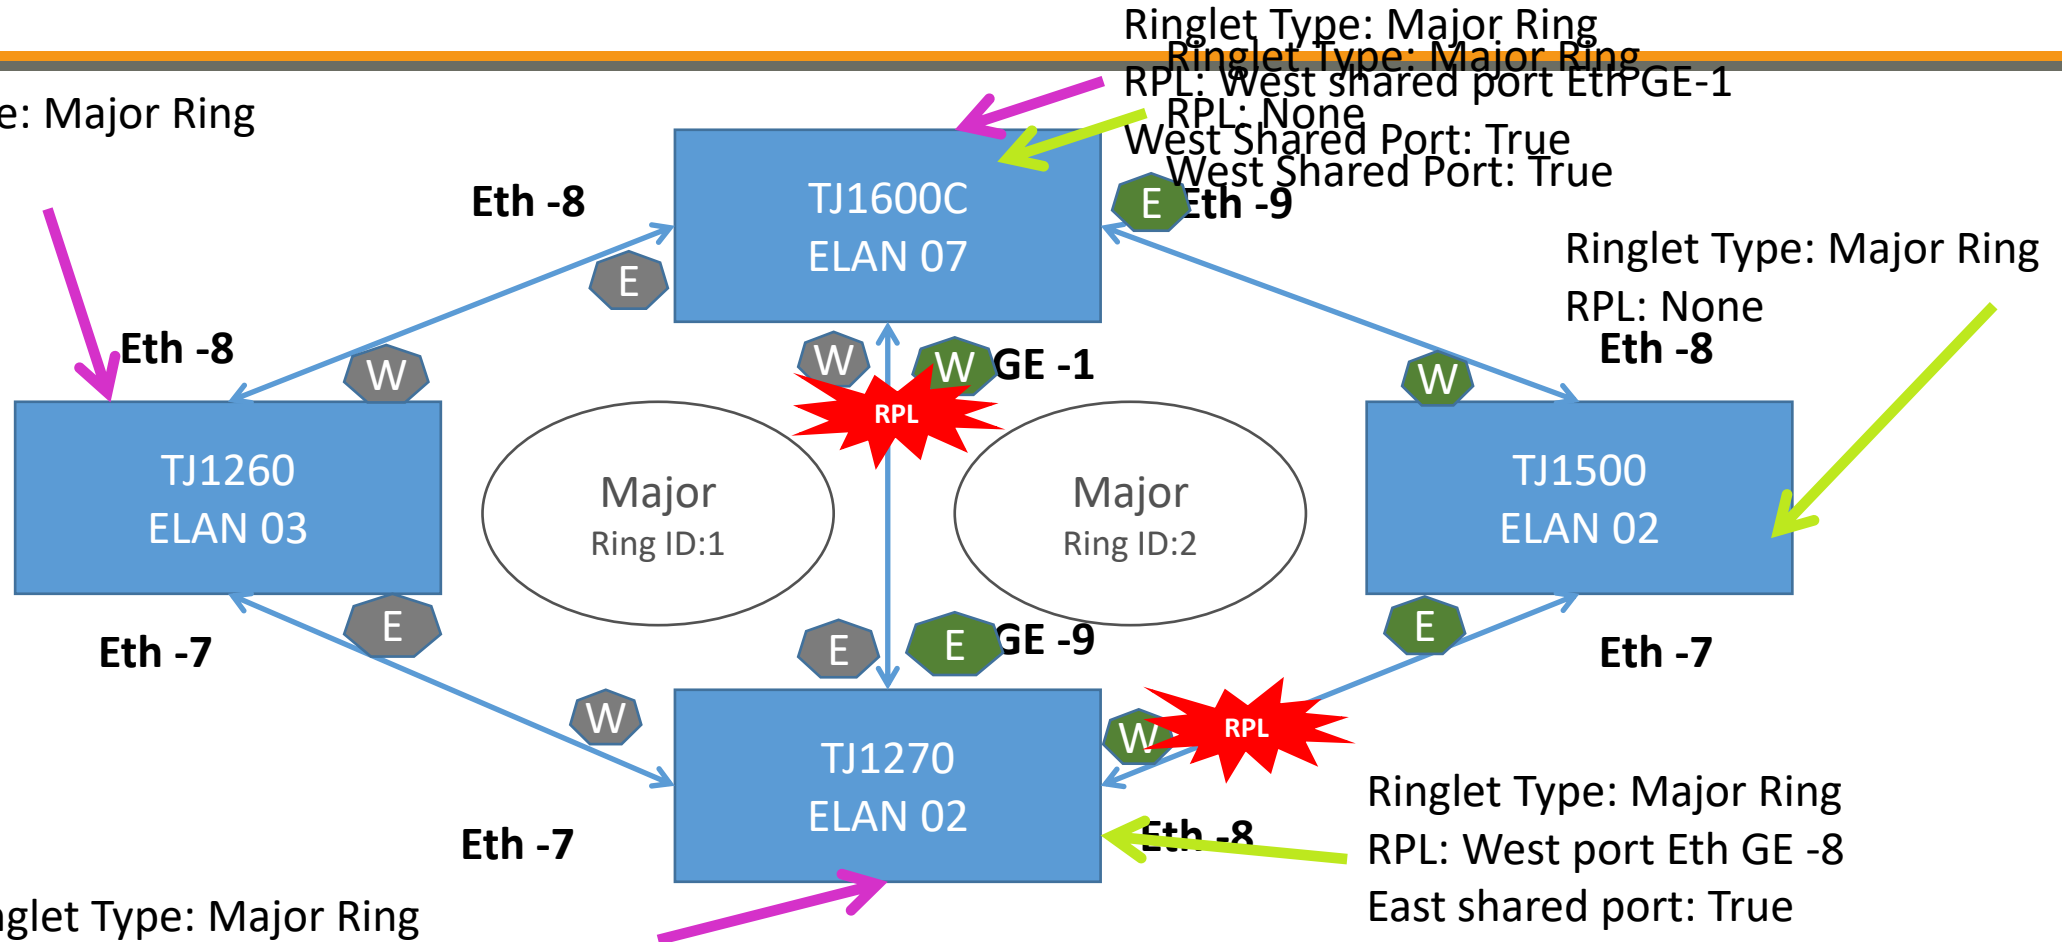 Ringlet Type: Major Ring
RPL: West shared port Eth GE-1
West Shared Port: True
Ringlet Type: Major Ring
RPL: None
West Shared Port: True
e: Major Ring
Eth -8
TJ1600C
ELAN 07
E
Eth -9
E
Ringlet Type: Major Ring
RPL: None
Eth -8
W
W
W
GE -1
RPL
W
Eth -8
TJ1260
ELAN 03
Major
Ring ID:1
Major
Ring ID:2
TJ1500
ELAN 02
Eth -7
E
E
E
GE -9
E
Eth -7
W
TJ1270
ELAN 02
W
RPL
Eth -7
Eth -8
Ringlet Type: Major Ring
RPL: West port Eth GE -8
East shared port: True
nglet Type: Major Ring